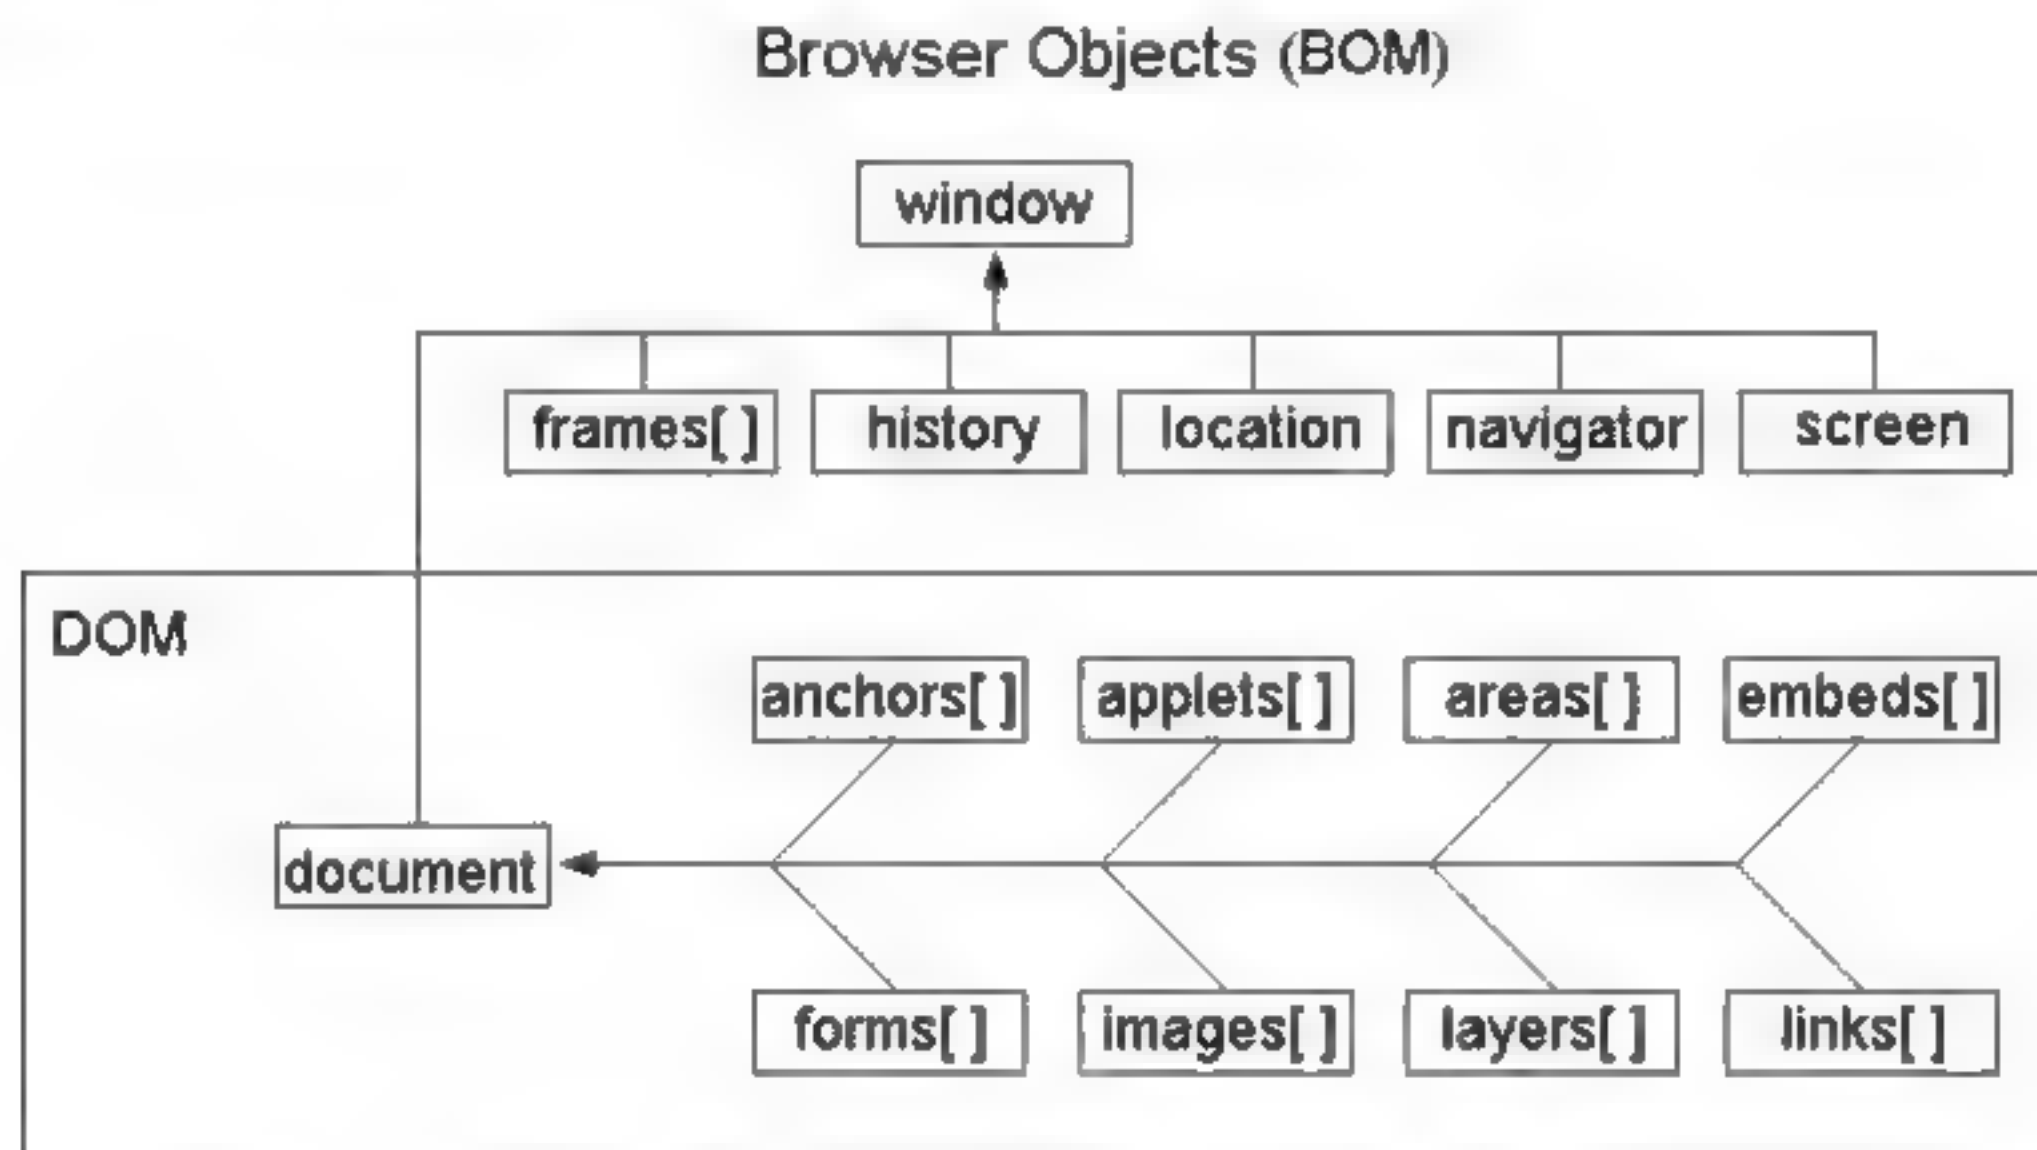 Browser Objects (BOM)
window
frames[ ] history location navigator screen
DOM
anchors[ ] applets[ ] areas[ ] embeds[ ]
document
forms[ ] images[ ] layers[ ] links[ ]